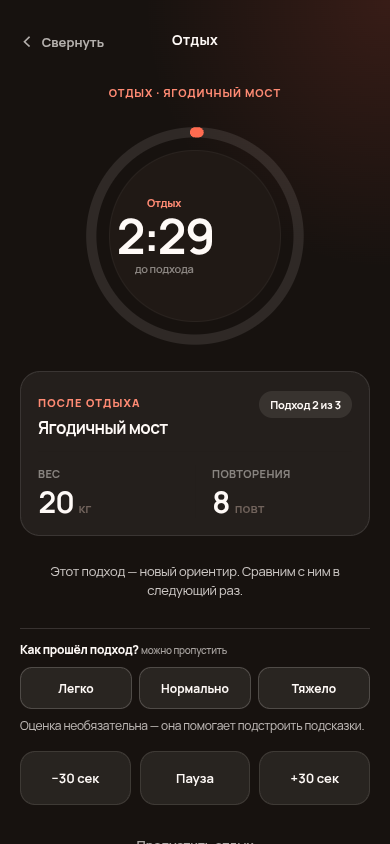 Свернуть
Отдых
ОТДЫХ · ЯГОДИЧНЫЙ МОСТ
Отдых
2:29
до подхода
ПОСЛЕ ОТДЫХА
Подход 2 из 3
Ягодичный мост
ВЕС
ПОВТОРЕНИЯ
20 кг
8 повт
Этот подход — новый ориентир. Сравним с ним в
следующий раз.
Как прошёл подход? можно пропустить
Легко
Нормально
Тяжело
Оценка необязательна — она помогает подстроить подсказки.
−30 сек
Пауза
+30 сек